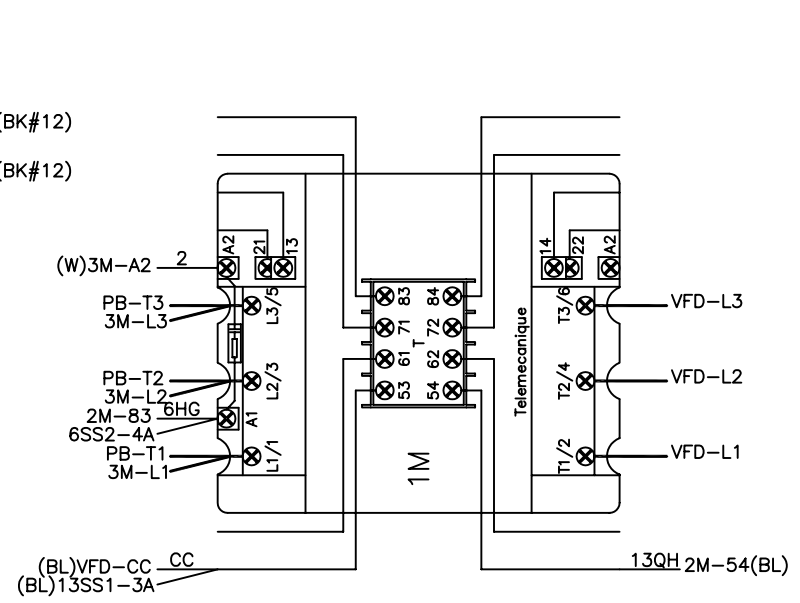 (BK#12)
(BK#12)
A2 21 13
14 22 A2
(W)3M-A2 2
83 84
PB-T3 L3/5
3M-L3
T3/6 VFD-L3
71 T 72
61 62
53 54
Telemecanique
PB-T2 L2/3
3M-L2
T2/4 VFD-L2
2M-83 6HG A1
6SS2-4A
PB-T1 L1/1
3M-L1
T1/2 VFD-L1
1M
(BL)VFD-CC CC
(BL)13SS1-3A
13QH 2M-54(BL)